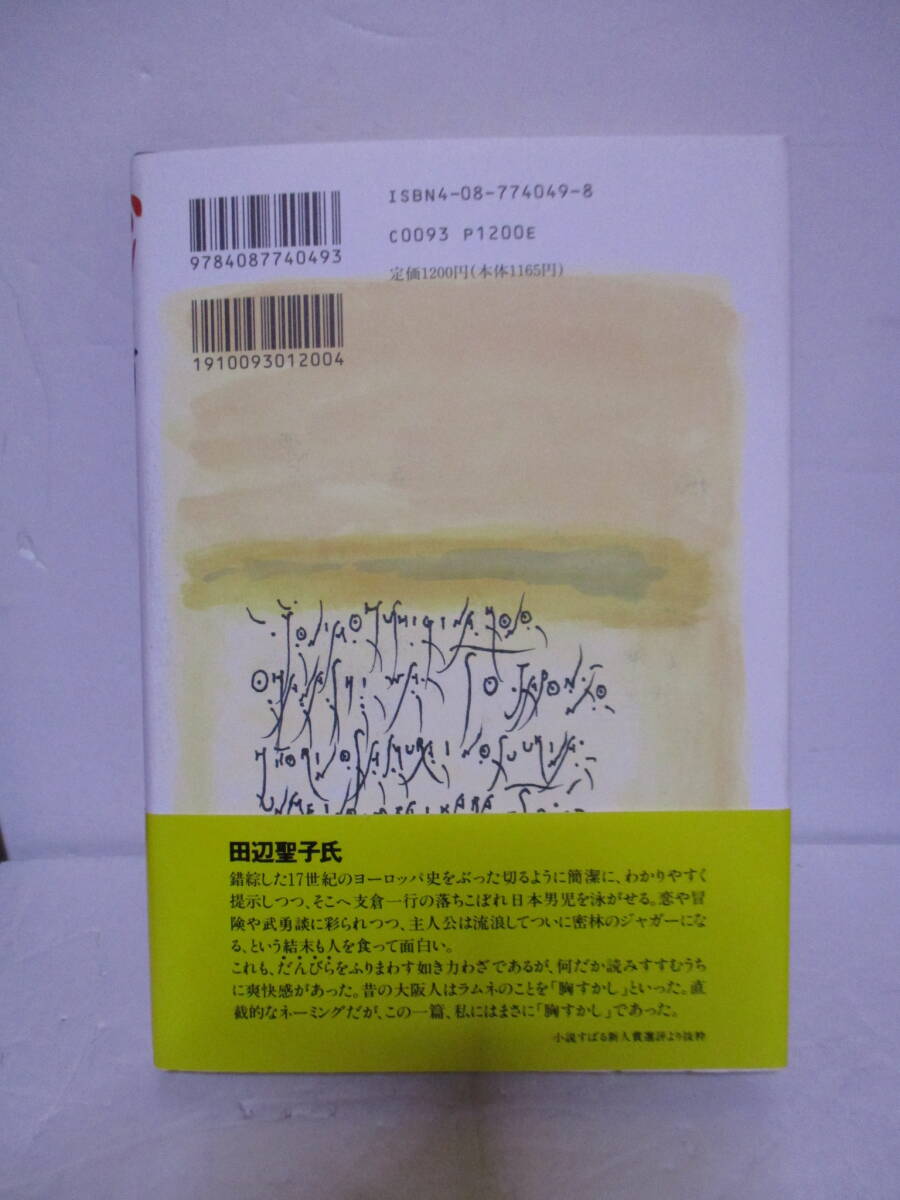 ISBN4-08-774049-8
C0093 P1200E
定価1200円(本体1165円)
9784087740493
1910093012004
田辺聖子氏
錯綜した17世紀のヨーロッパ史をぶった切るように簡潔に、わかりやすく
提示しつつ、そこへ支倉一行の落ちこぼれ日本男児を泳がせる。恋や冒
険や武勇談に彩られつつ、主人公は流浪してついに密林のジャガーにな
る、という結末も人を食って面白い。
これも、だんびらをふりまわす如き力わざであるが、何だか読みすすむうち
に爽快感があった。昔の大阪人はラムネのことを「胸すかし」といった。直
截的なネーミングだが、この一篇、私にはまさに「胸すかし」であった。
小説すばる新人賞選評より抜粋